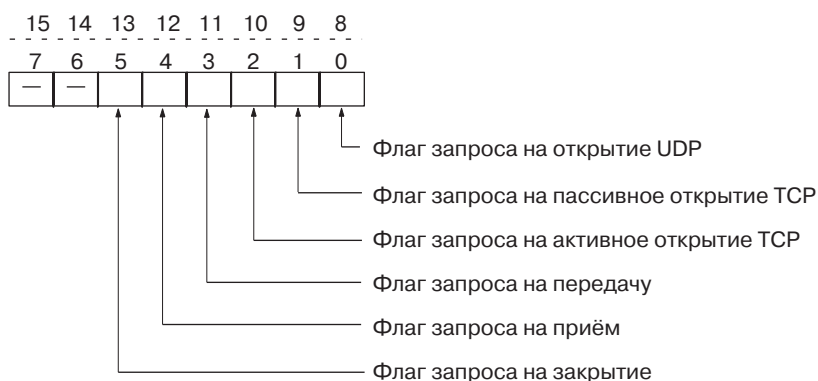 15 14 13 12 11 10 9 8
7 6 5 4 3 2 1 0
— —
Флаг запроса на открытие UDP
Флаг запроса на пассивное открытие TCP
Флаг запроса на активное открытие TCP
Флаг запроса на передачу
Флаг запроса на приём
Флаг запроса на закрытие